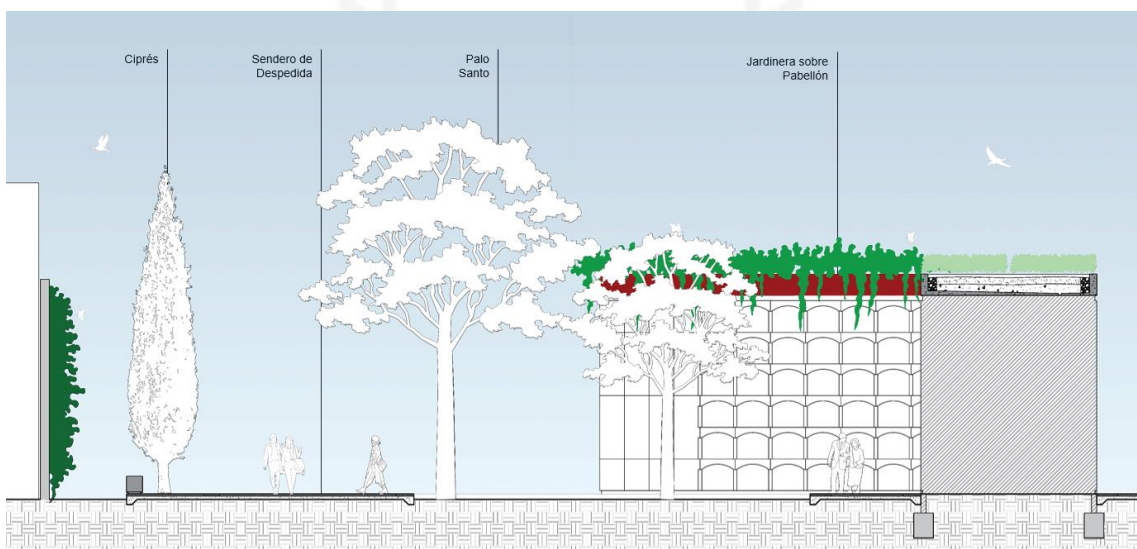 Ciprés
Sendero de
Despedida
Palo
Santo
Jardinera sobre
Pabellón